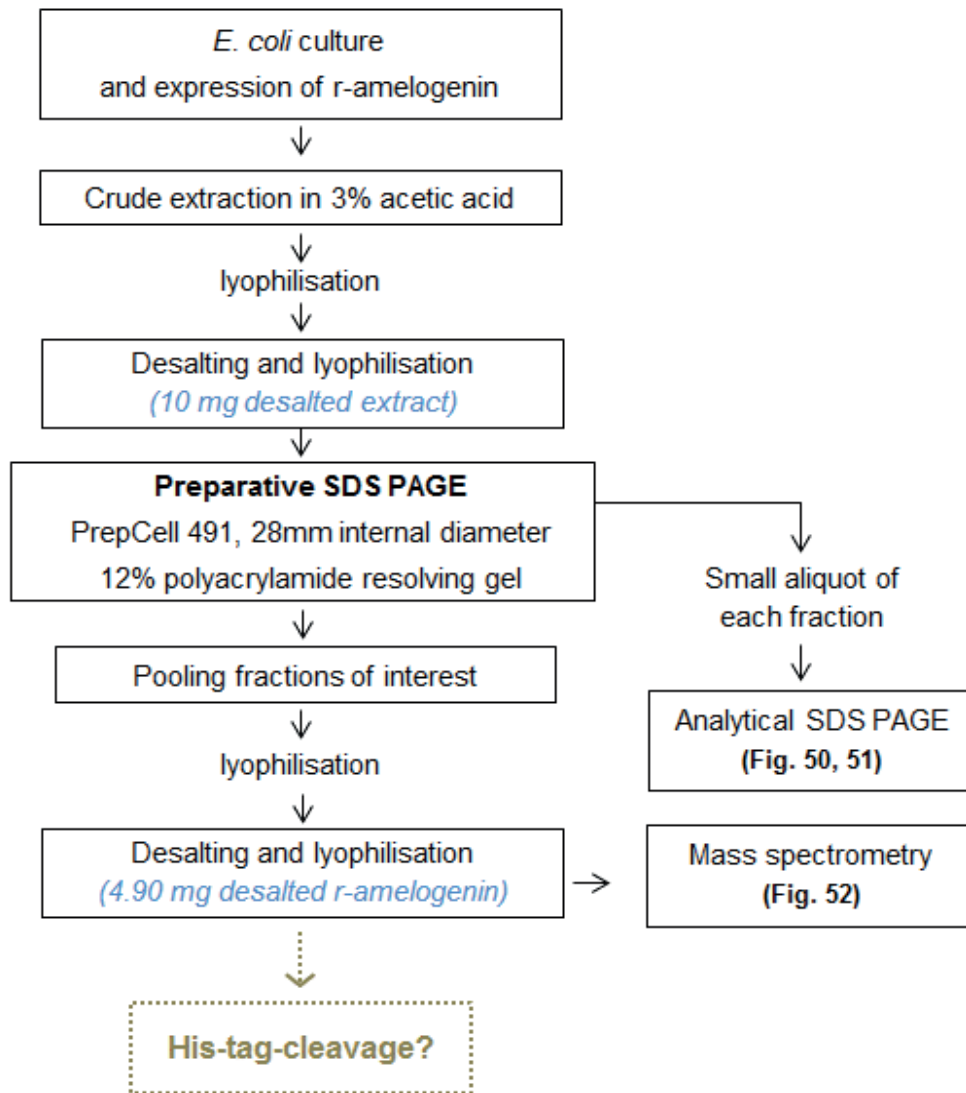 E. coli culture
and expression of r-amelogenin
Crude extraction in 3% acetic acid
lyophilisation
Desalting and lyophilisation
(10 mg desalted extract)
Preparative SDS PAGE
PrepCell 491, 28mm internal diameter
12% polyacrylamide resolving gel
Small aliquot of
each fraction
Pooling fractions of interest
Analytical SDS PAGE
(Fig. 50, 51)
lyophilisation
Desalting and lyophilisation
(4.90 mg desalted r-amelogenin)
Mass spectrometry
(Fig. 52)
His-tag-cleavage?